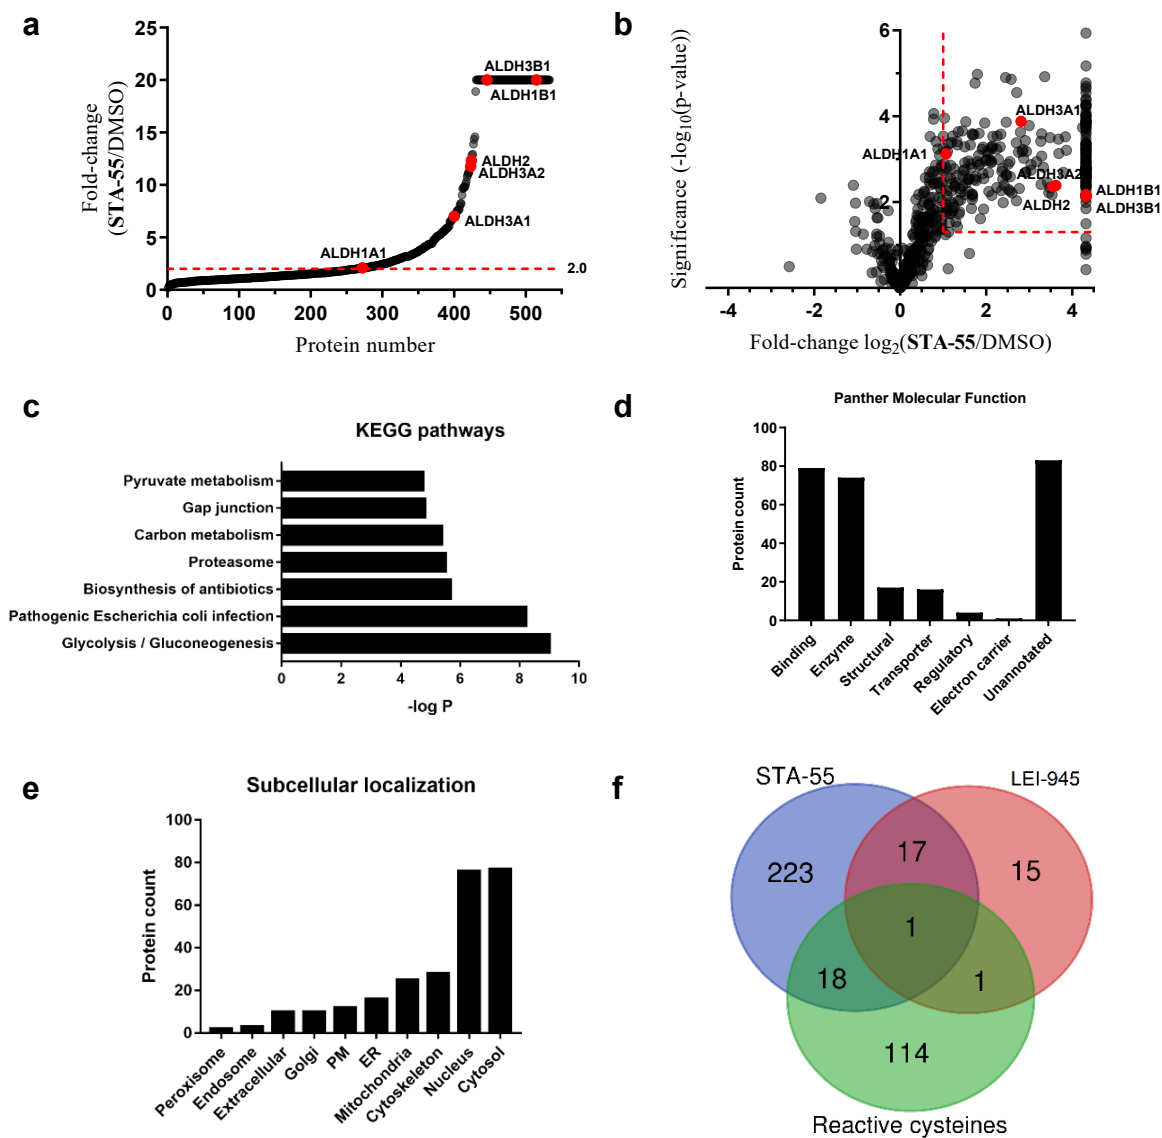 a
Fold-change
(STA-55/DMSO)
25
20
15
10
5
0
ALDH3B1
ALDH1B1
ALDH2
ALDH3A2
ALDH3A1
ALDH1A1
2.0
0
100
200
300
400
500
Protein number
b
Significance (-log10(p-value))
6
4
2
ALDH3A1
ALDH1A1
ALDH3A2
ALDH2
ALDH1B1
ALDH3B1
-4
-2
0
2
4
Fold-change log2(STA-55/DMSO)
c
KEGG pathways
Pyruvate metabolism
Gap junction
Carbon metabolism
Proteasome
Biosynthesis of antibiotics
Pathogenic Escherichia coli infection
Glycolysis / Gluconeogenesis
0
2
4
6
8
10
-log P
d
Panther Molecular Function
Protein count
100
80
60
40
20
0
Binding
Enzyme
Structural
Transporter
Regulatory
Electron carrier
Unannotated
e
Subcellular localization
Protein count
100
80
60
40
20
0
Peroxisome
Endosome
Extracellular
Golgi
PM
ER
Mitochondria
Cytoskeleton
Nucleus
Cytosol
f
STA-55
LEI-945
223
17
15
1
18
1
114
Reactive cysteines